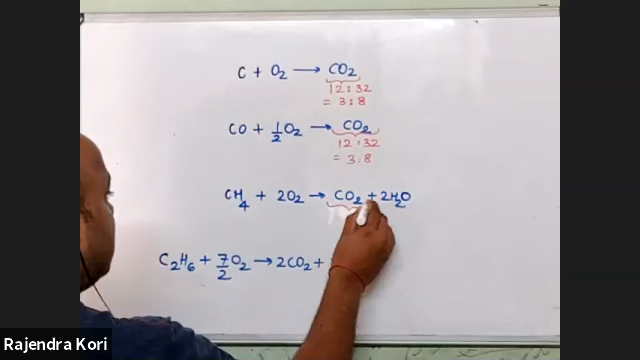 C + O₂ → CO₂
12 : 32
= 3 : 8
CO + 1/2 O₂ → CO₂
12 : 32
= 3 : 8
CH₄ + 2O₂ → CO₂ + 2H₂O
C₂H₆ + 7/2 O₂ → 2CO₂ +
Rajendra Kori